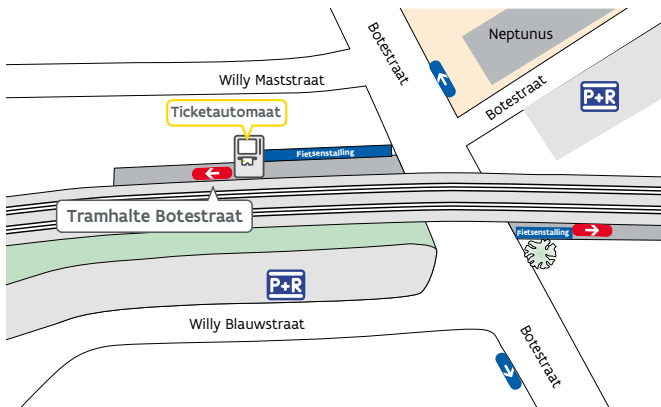 Neptunus
Botestraat
Willy Maststraat
Botestraat
P+R
Ticketautomaat
Fietsenstalling
Tramhalte Botestraat
Fietsenstalling
P+R
Willy Blauwstraat
Botestraat